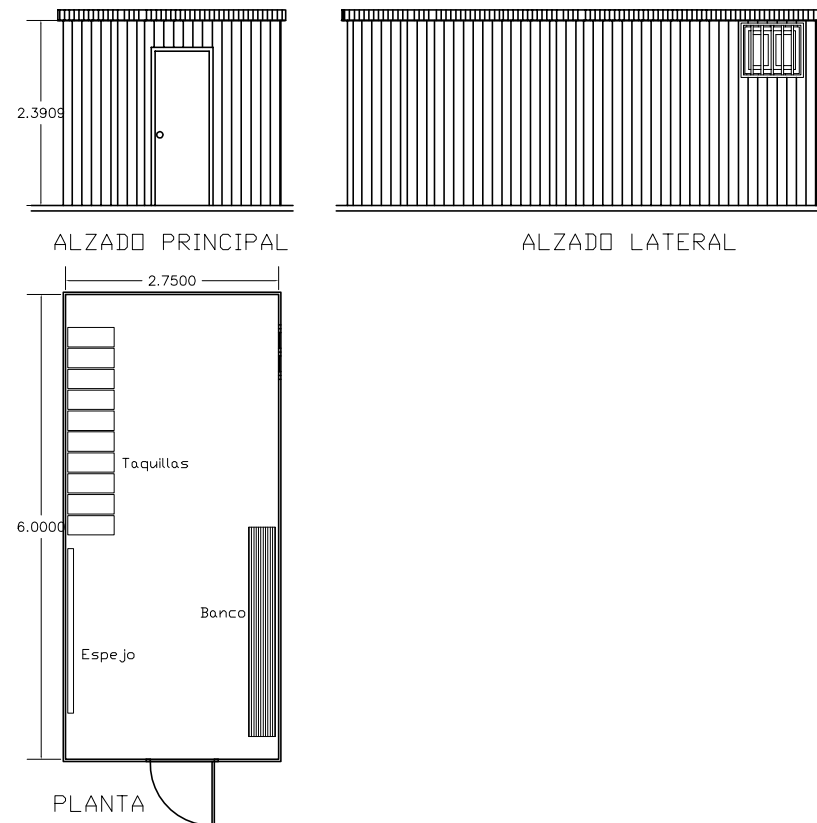 2.3909
ALZADO PRINCIPAL
ALZADO LATERAL
2.7500
Taquillas
6.0000
Banco
Espejo
PLANTA